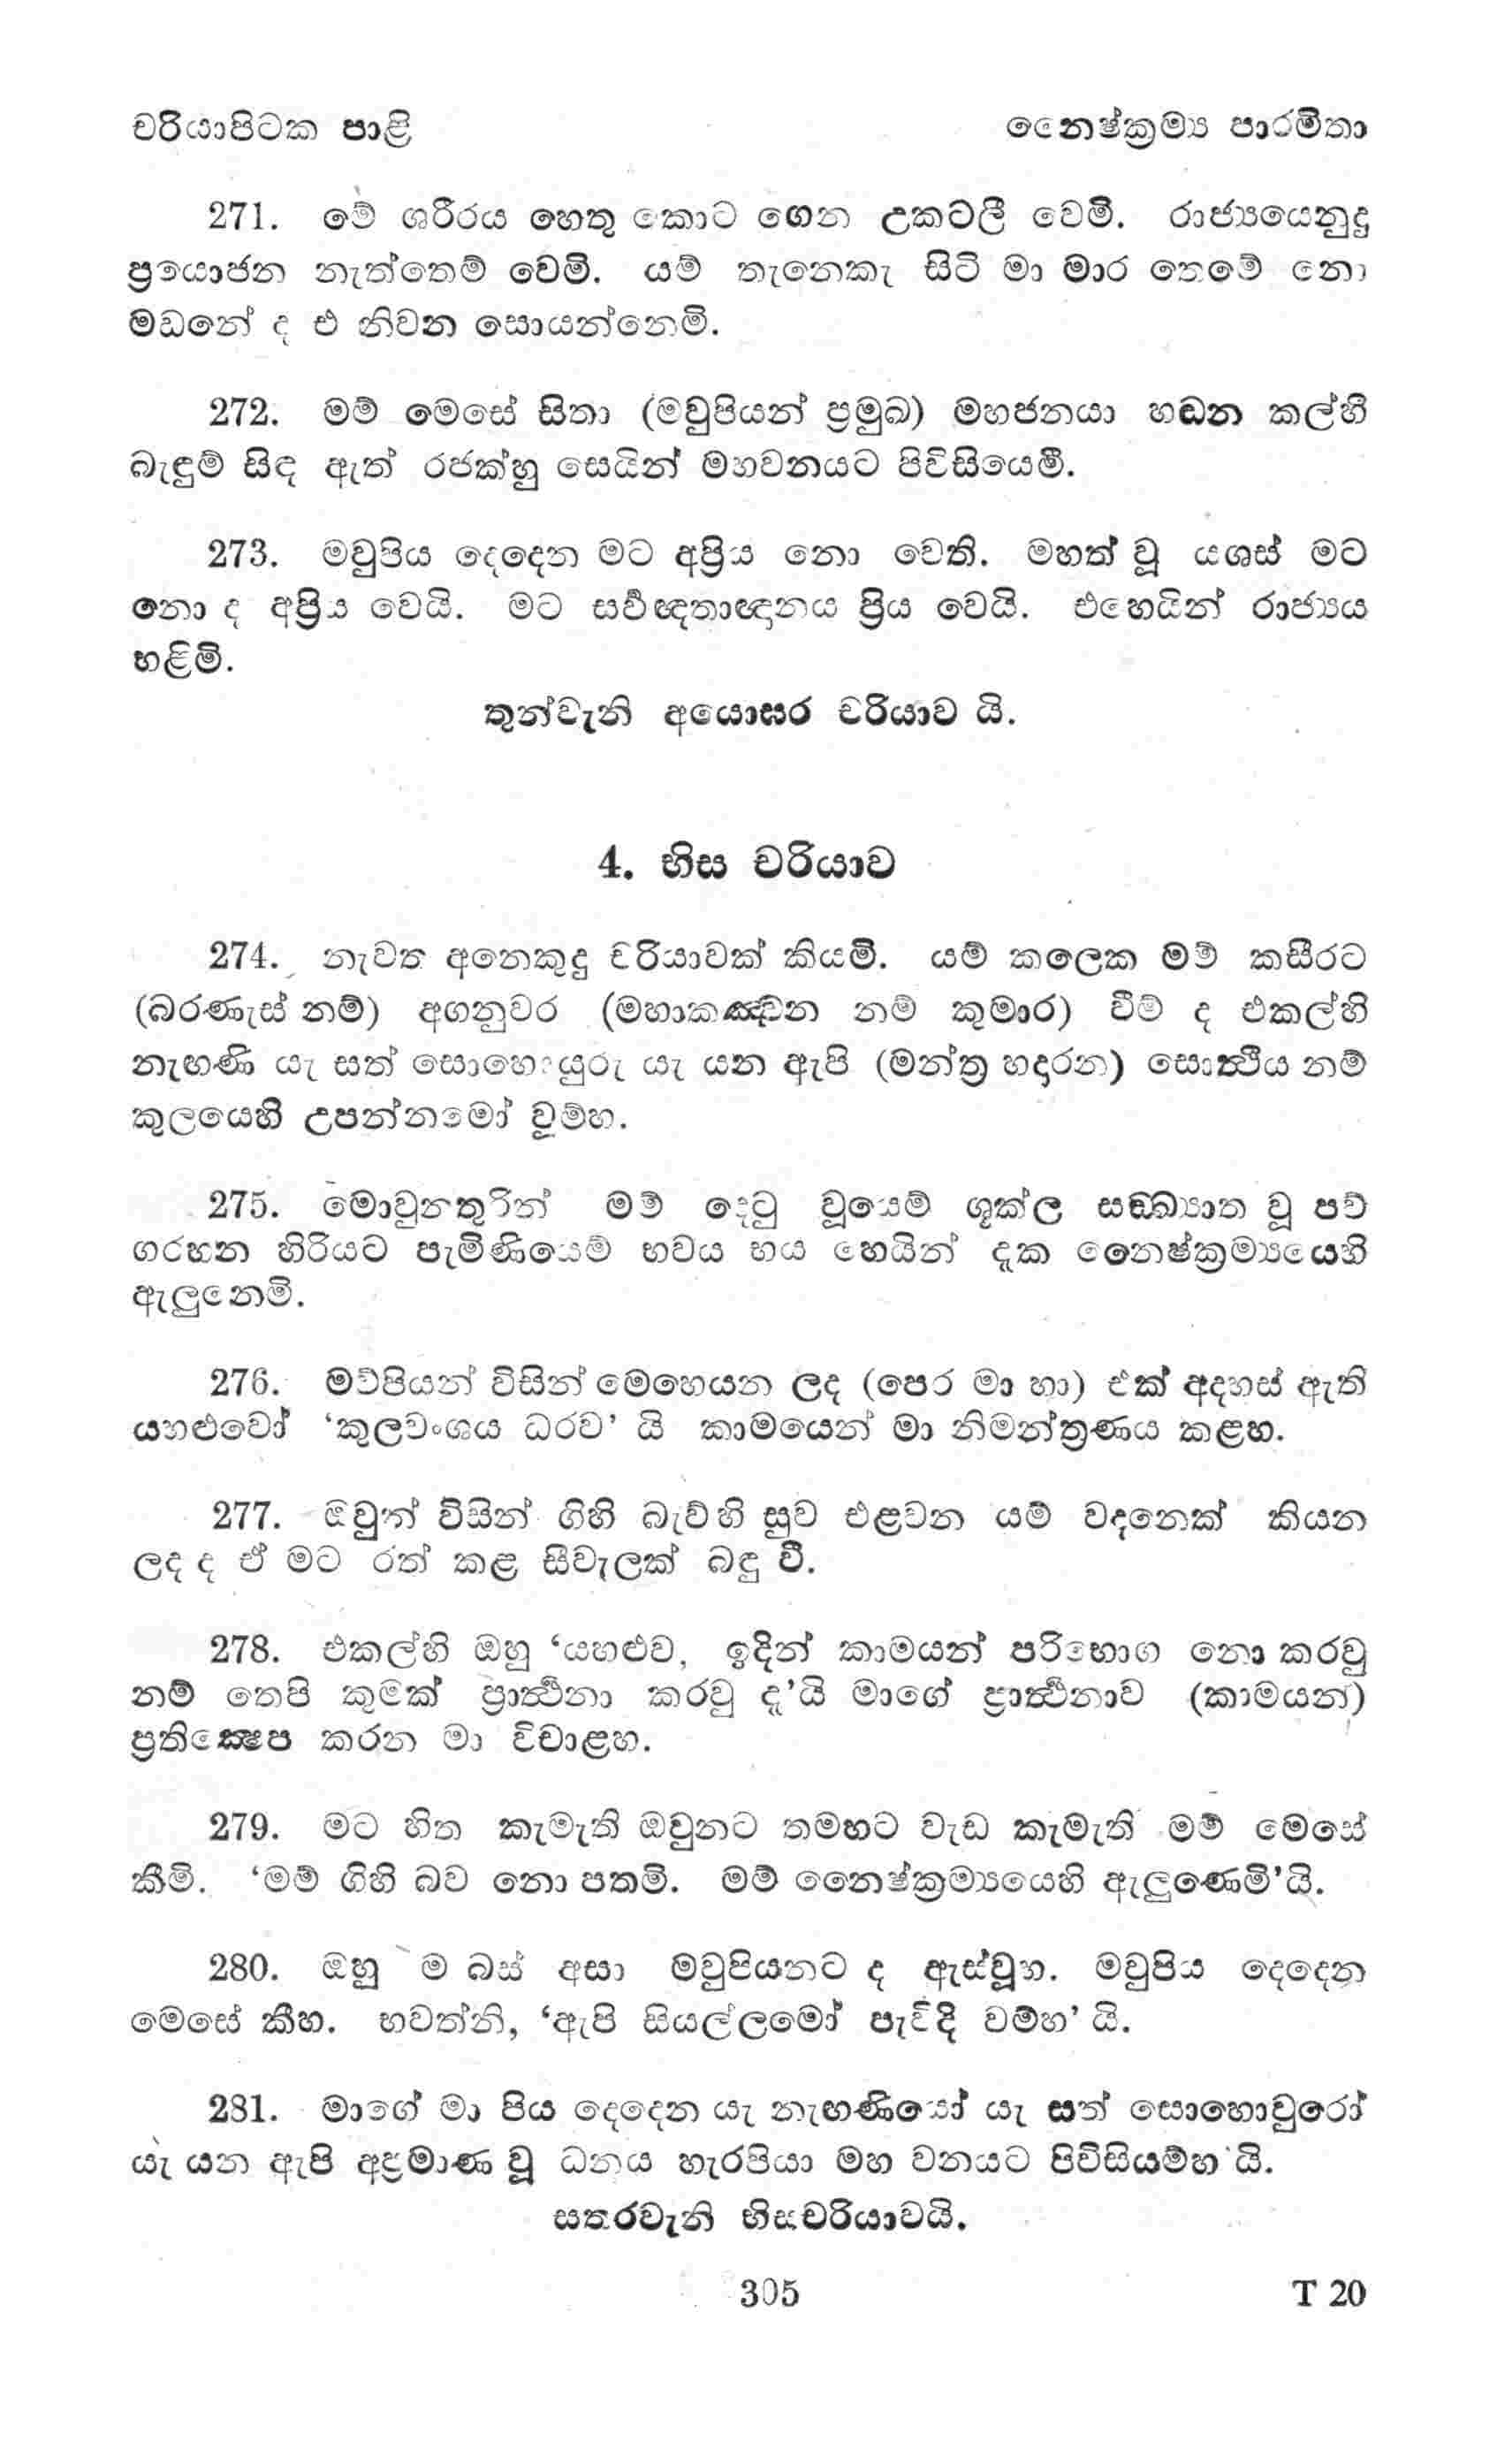 චරියාපිටක පාළි
නෛෂ්ක්‍රම්‍ය පාරමිතා
271. මේ ශරීරය හෙතු කොට ගෙන උකටලී වෙමි. රාජ්‍යයෙනුදු
ප්‍රයොජන නැත්තෙම් වෙමි. යම් තැනෙකැ සිටි මා මාර තෙමේ නො
මඩනේ ද එ නිවන සොයන්නෙමි.
272. මම් මෙසේ සිතා (මවුපියන් ප්‍රමුඛ) මහජනයා හඬන කල්හී
බැඳුම් සිඳ ඇත් රජක්හු සෙයින් මහවනයට පිවිසියෙමි.
273. මවුපිය දෙදෙන මට අප්‍රිය නො වෙති. මහත් වූ යශස් මට
නො ද අප්‍රිය වෙයි. මට සර්‍වඥතාඥානය ප්‍රිය වෙයි. එහෙයින් රාජ්‍යය
හළිමි.
තුන්වැනි අයොඝර චරියාව යි.
4. භිස චරියාව
274. නැවත අනෙකුදු චරියාවක් කියමි. යම් කලෙක මම් කසීරට
(බරණැස් නම්) අගනුවර (මහාකඤ්චන නම් කුමාර) වීම් ද එකල්හි
නැඟණි යැ සත් සොහොයුරු යැ යන ඇපි (මන්ත්‍ර හදරන) සොත්‍ථිය නම්
කුලයෙහි උපන්නමෝ වූම්හ.
275. මොවුනතුරින් මම් දෙටු වූයෙම් ශූක්ල සඞ්ඛ්‍යාත වූ පව්
ගරහන හිරියට පැමිණියෙම් භවය භය හෙයින් දැක නෛෂ්ක්‍රම්‍යයෙහි
ඇලුනෙමි.
276. මව්පියන් විසින් මෙහෙයන ලද (පෙර මා හා) එක් අදහස් ඇති
යහළුවෝ ‘කුලවංශය ධරව’ යි කාමයෙන් මා නිමන්ත්‍රණය කළහ.
277. ඔවුන් විසින් ගිහි බැව්හි සුව එළවන යම් වදනෙක් කියන
ලද ද ඒ මට රත් කළ සීවැලක් බඳු වී.
278. එකල්හි ඔහු ‘යහළුව, ඉදින් කාමයන් පරිභොග නො කරවු
නම් තෙපි කුමක් ප්‍රාර්‍ත්‍ථනා කරවු දැ’යි මාගේ ප්‍රාර්‍ත්‍ථනාව (කාමයන්)
ප්‍රතික්‍ෂෙප කරන මා විචාළහ.
279. මට හිත කැමැති ඔවුනට තමහට වැඩ කැමැති මම් මෙසේ
කීමි. ‘මම් ගිහි බව නො පතමි. මම් නෛෂ්ක්‍රම්‍යයෙහි ඇලුණෙමි’යි.
280. ඔහු ම බස් අසා මවුපියනට ද ඇස්වූහ. මවුපිය දෙදෙන
මෙසේ කීහ. භවත්නි, ‘ඇපි සියල්ලමෝ පැවිදි වම්හ’ යි.
281. මාගේ මා පිය දෙදෙන යැ නැඟණියෝ යැ සත් සොහොවුරෝ
යැ යන ඇපි අප්‍රමාණ වූ ධනය හැරපියා මහ වනයට පිවිසියම්හ යි.
සතරවැනි භිසචරියාවයි.
305
T 20